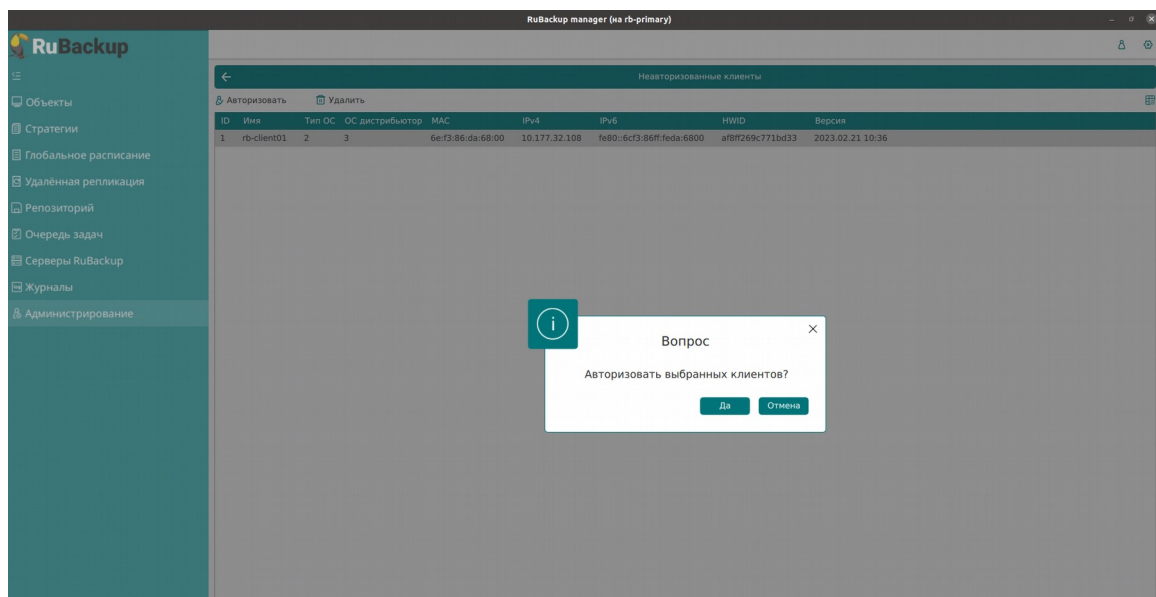 RuBackup manager (на rb-primary)
RuBackup
Неавторизованные клиенты
Объекты
Стратегии
Глобальное расписание
Удалённая репликация
Репозиторий
Очередь задач
Серверы RuBackup
Журналы
Администрирование
Авторизовать Удалить
ID Имя Тип ОС ОС дистрибьютор MAC IPv4 IPv6 HWID Версия
1 rb-client01 2 3 6e:f3:86:da:68:00 10.177.32.108 fe80::6cf3:86ff:feda:6800 af8ff269c771bd33 2023.02.21 10:36
Вопрос
Авторизовать выбранных клиентов?
Да Отмена